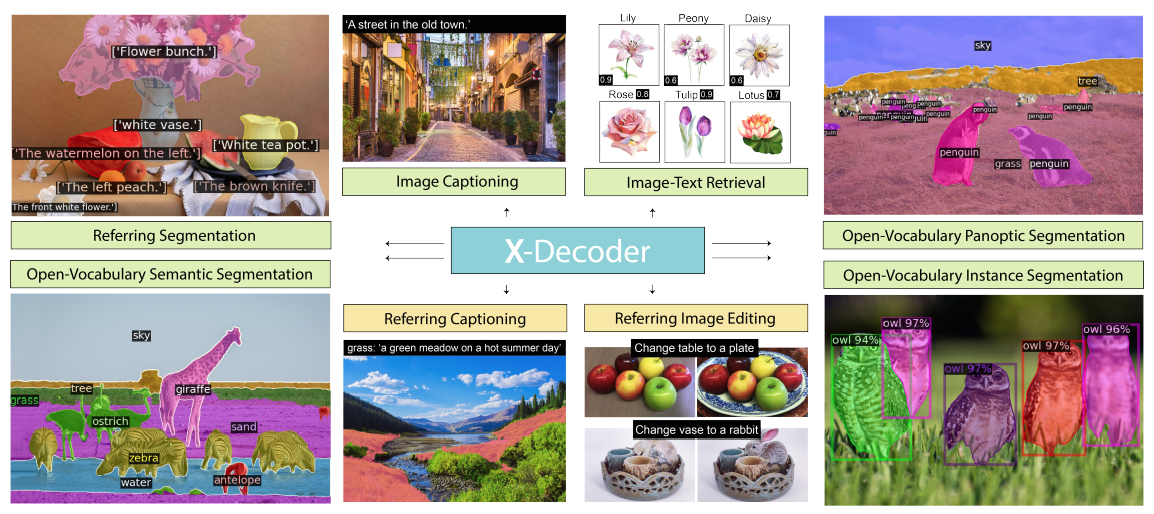 ['Flower bunch.']
['white vase.']
['The watermelon on the left.']
['White tea pot.']
['The left peach.']
['The brown knife.']
The front white flower.']
Referring Segmentation
'A street in the old town.'
Image Captioning
Lily Peony Daisy
0.9 0.6 0.6
Rose 0.8 Tulip 0.9 Lotus 0.7
Image-Text Retrieval
sky
tree
penguin
penguin
penguin
penguin
penguin
penguin
penguin
penguin
grass
penguin
Open-Vocabulary Panoptic Segmentation
X-Decoder
Open-Vocabulary Semantic Segmentation
sky
tree
giraffe
grass
ostrich
sand
zebra
water
antelope
Referring Captioning
grass: 'a green meadow on a hot summer day'
Referring Image Editing
Change table to a plate
Change vase to a rabbit
Open-Vocabulary Instance Segmentation
owl 97%
owl 96%
owl 94%
owl 97%
owl 97%